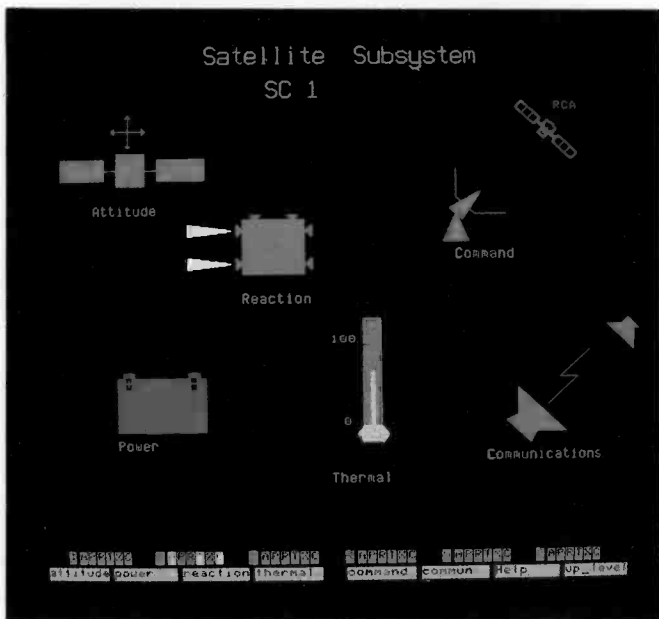 Satellite Subsystem
SC 1
RCA
Attitude
Command
Reaction
100
0
Power
Communications
Thermal
attitude power reaction thermal command commun Help up_level